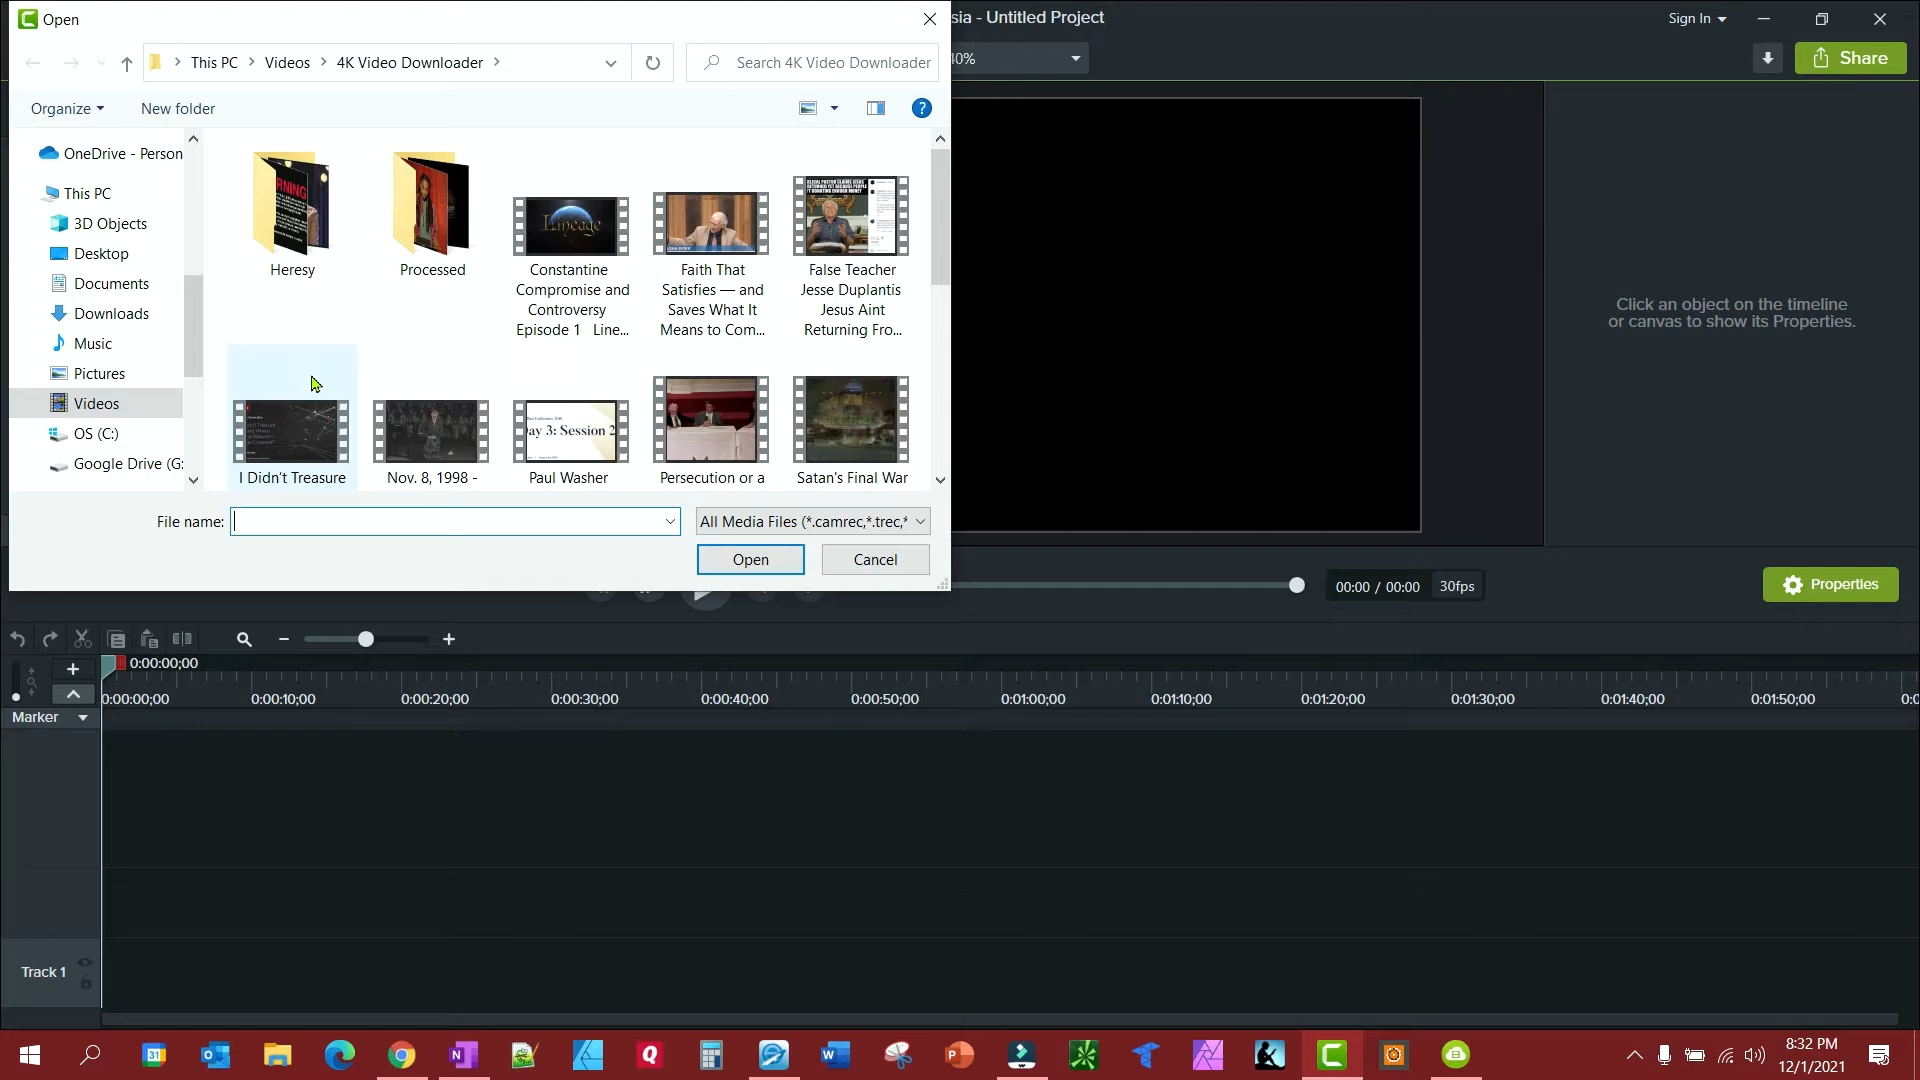 Open
sia - Untitled Project
Sign In
This PC
Videos
4K Video Downloader
Search 4K Video Downloader
40%
Share
Organize
New folder
OneDrive - Person
This PC
3D Objects
Desktop
Documents
Downloads
Music
Pictures
Videos
OS (C:)
Google Drive (G:
Heresy
Processed
Lineage
Constantine
Compromise and
Controversy
Episode 1 Line...
Faith That
Satisfies — and
Saves What It
Means to Com...
False Teacher
Jesse Duplantis
Jesus Aint
Returning Fro...
I Didn't Treasure
Nov. 8, 1998 -
ay 3: Session 2
Paul Washer
Persecution or a
Satan's Final War
File name:
All Media Files (*.camrec,*.trec,*
Open
Cancel
Click an object on the timeline
or canvas to show its Properties.
00:00 / 00:00
30fps
Properties
0:00:00;00
0:00:00;00
0:00:10;00
0:00:20;00
0:00:30;00
0:00:40;00
0:00:50;00
0:01:00;00
0:01:10;00
0:01:20;00
0:01:30;00
0:01:40;00
0:01:50;00
0:0
Marker
Track 1
8:32 PM
12/1/2021